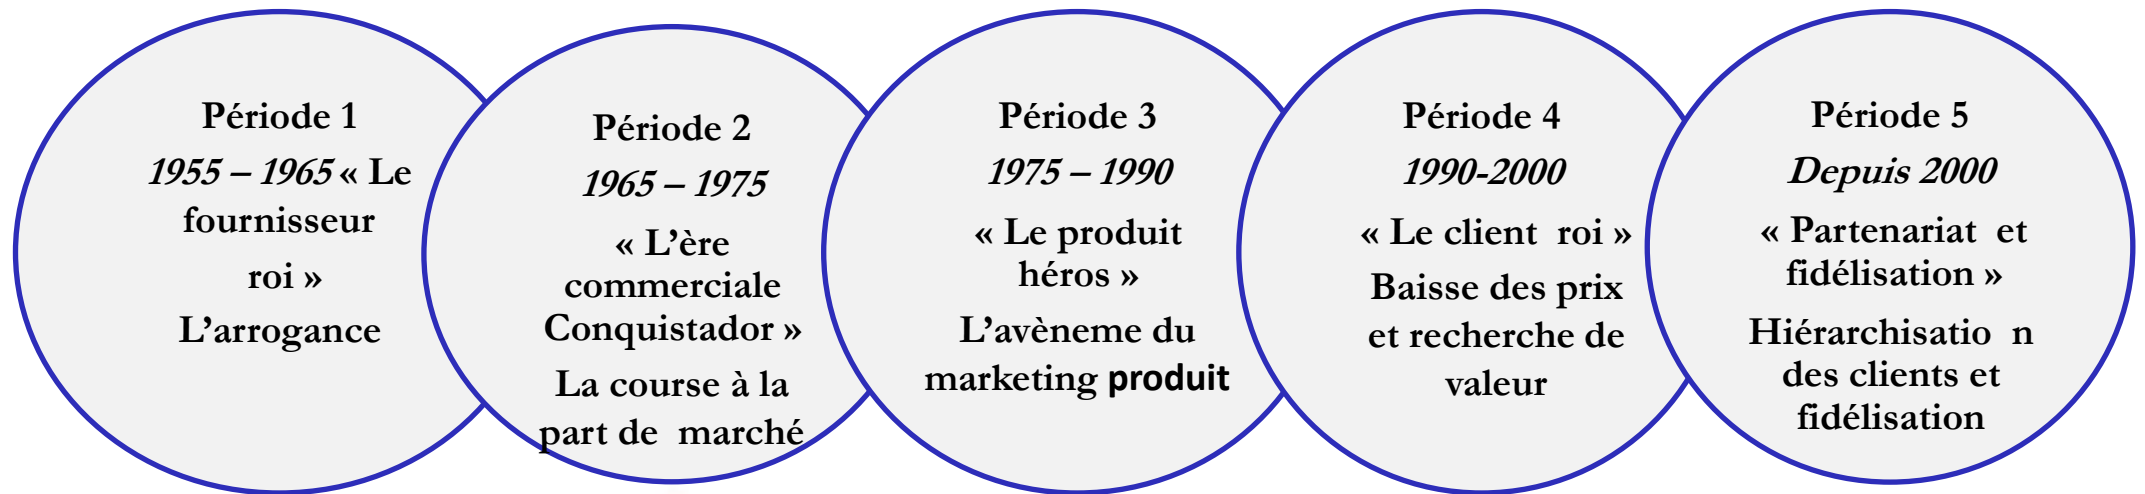 Période 1
1955 – 1965 « Le
fournisseur
roi »
L’arrogance
Période 2
1965 – 1975
« L’ère
commerciale
Conquistador »
La course à la
part de marché
Période 3
1975 – 1990
« Le produit
héros »
L’avèneme du
marketing produit
Période 4
1990-2000
« Le client roi »
Baisse des prix
et recherche de
valeur
Période 5
Depuis 2000
« Partenariat et
fidélisation »
Hiérarchisatio n
des clients et
fidélisation